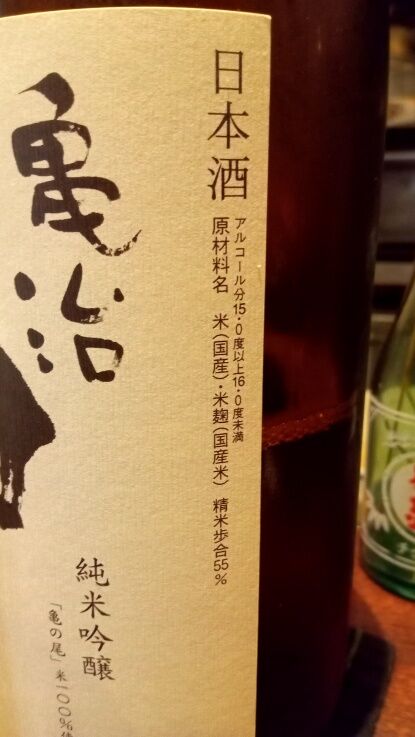 日本酒
アルコール分15・0度以上16・0度未満
原材料名 米(国産)・米麹(国産米) 精米歩合55%
亀治
純米吟醸
「亀の尾」米一〇〇%使